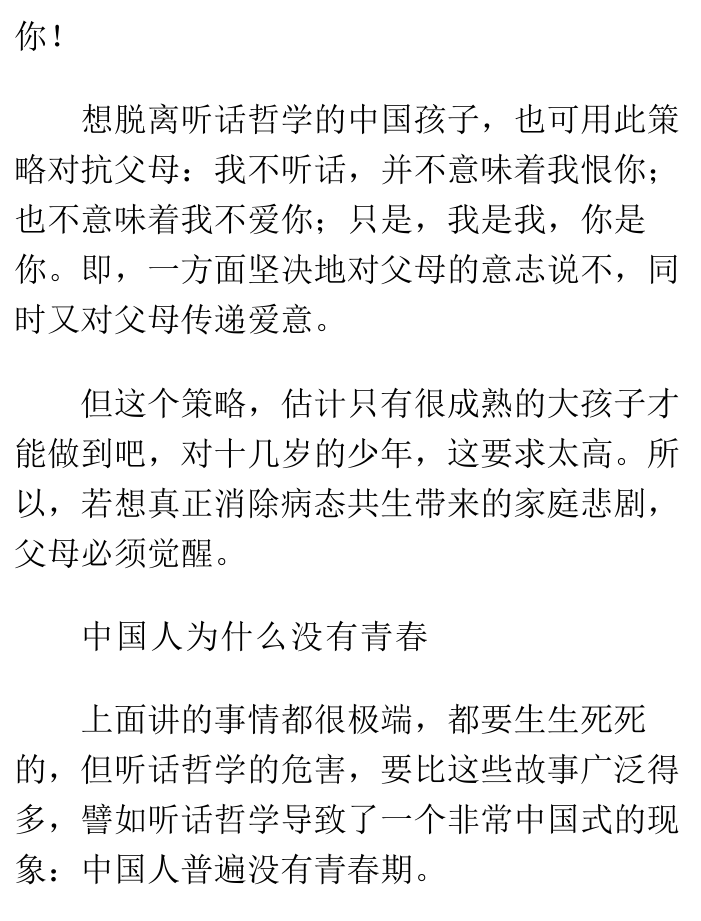 你！
想脱离听话哲学的中国孩子，也可用此策
略对抗父母：我不听话，并不意味着我恨你；
也不意味着我不爱你；只是，我是我，你是
你。即，一方面坚决地对父母的意志说不，同
时又对父母传递爱意。
但这个策略，估计只有很成熟的大孩子才
能做到吧，对十几岁的少年，这要求太高。所
以，若想真正消除病态共生带来的家庭悲剧，
父母必须觉醒。
中国人为什么没有青春
上面讲的事情都很极端，都要生生死死
的，但听话哲学的危害，要比这些故事广泛得
多，譬如听话哲学导致了一个非常中国式的现
象：中国人普遍没有青春期。